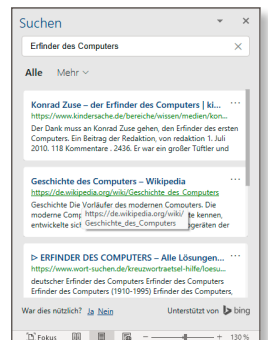 Suchen
Erfinder des Computers
Alle Mehr
Konrad Zuse – der Erfinder des Computers | ki...
https://www.kindersache.de/bereiche/wissen/medien/kon...
Der Dank muss an Konrad Zuse gehen, den Erfinder des ersten
Computers. Ein Beitrag der Redaktion, von redaktion 1. Juli
2010. 118 Kommentare . 2436. Er war ein großer Tüftler und
Geschichte des Computers – Wikipedia
https://de.wikipedia.org/wiki/Geschichte_des_Computers
Geschichte Die Vorläufer des modernen Computers. Die
moderne Comp
https://de.wikipedia.org/wiki/
te kennen,
entwickelte sich
Geschichte_des_Computers
geräten der
▷ ERFINDER DES COMPUTERS – Alle Lösungen...
https://www.wort-suchen.de/kreuzwortraetsel-hilfe/loesu...
deutscher Erfinder des Computers Erfinder des Computers
Erfinder des Computers (1910-1995) Erfinder des Computers,
War dies nützlich? Ja Nein Unterstützt von bing
Fokus 130 %